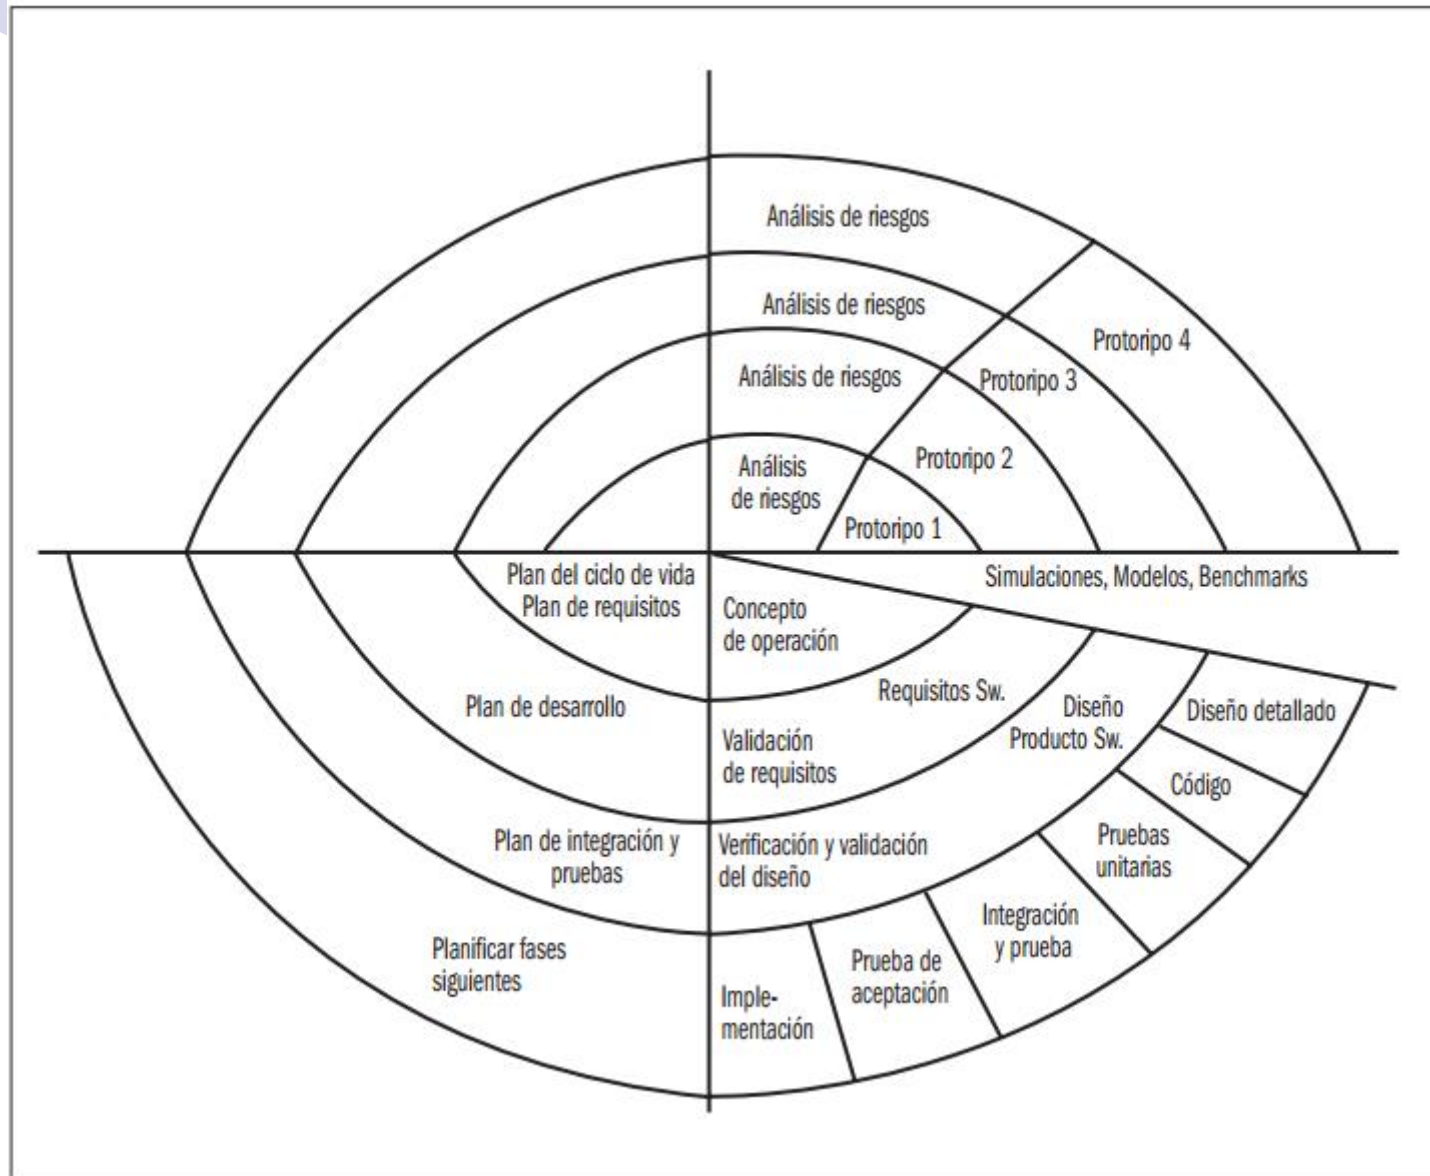 Análisis de riesgos
Análisis de riesgos
Protoripo 4
Análisis de riesgos
Protoripo 3
Análisis
de riesgos
Protoripo 2
Protoripo 1
Plan del ciclo de vida
Plan de requisitos
Concepto
de operación
Simulaciones, Modelos, Benchmarks
Plan de desarrollo
Validación
de requisitos
Requisitos Sw.
Diseño
Producto Sw.
Diseño detallado
Código
Pruebas
unitarias
Plan de integración y
pruebas
Verificación y validación
del diseño
Integración
y prueba
Planificar fases
siguientes
Prueba de
aceptación
Imple-
mentación